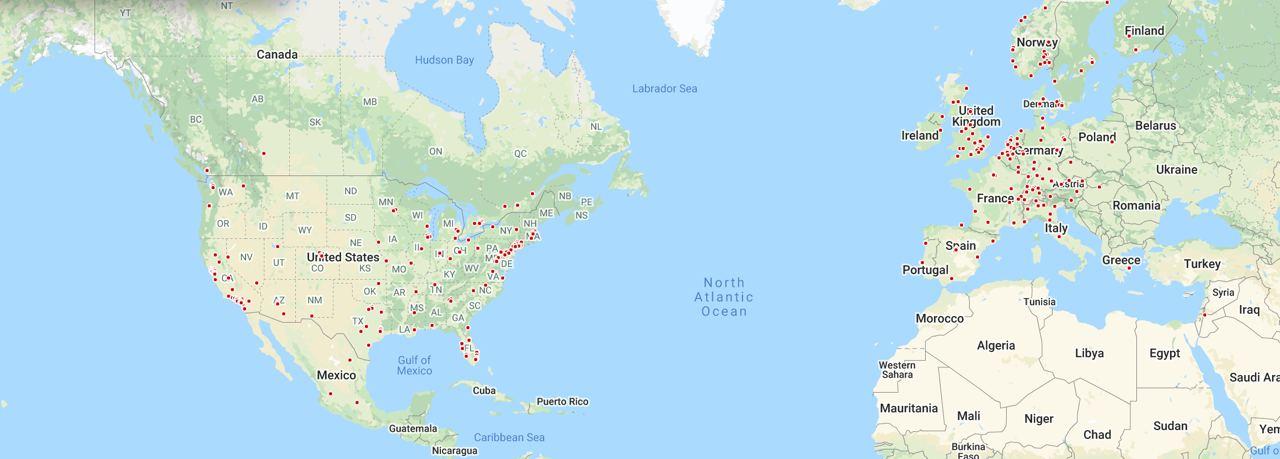 YT
NT
Canada
Hudson Bay
Labrador Sea
AB
MB
BC
SK
NL
ON
QC
NB
PE
NS
WA
MT
ND
MN
ME
OR
ID
WY
SD
WI
MI
NH
NY
NV
UT
United States
NE
IA
PA
OH
CO
KS
MO
WV
DE
VA
KY
AZ
NM
OK
AR
TN
NC
SC
MS
AL
GA
TX
LA
FL
Gulf of
Mexico
Mexico
Cuba
Puerto Rico
Guatemala
Caribbean Sea
Nicaragua
North
Atlantic
Ocean
Norway
Finland
United
Kingdom
Denmark
Ireland
Germany
Poland
Belarus
Ukraine
France
Austria
Romania
Italy
Spain
Portugal
Greece
Turkey
Syria
Iraq
Tunisia
Morocco
Algeria
Libya
Egypt
Western
Sahara
Saudi Ara
Mauritania
Mali
Niger
Chad
Sudan
Yem
Burkina
Faso
Gulf o